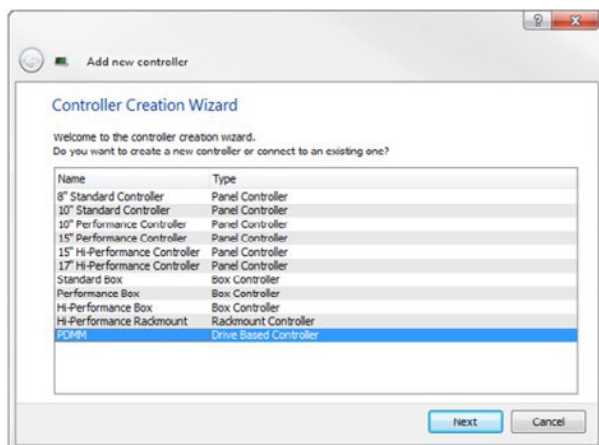 Add new controller
Controller Creation Wizard
Welcome to the controller creation wizard.
Do you want to create a new controller or connect to an existing one?
Name Type
8" Standard Controller Panel Controller
10" Standard Controller Panel Controller
10" Performance Controller Panel Controller
15" Performance Controller Panel Controller
15" Hi-Performance Controller Panel Controller
17" Hi-Performance Controller Panel Controller
Standard Box Box Controller
Performance Box Box Controller
Hi-Performance Box Box Controller
Hi-Performance Rackmount Rackmount Controller
PDMM Drive Based Controller
Next Cancel